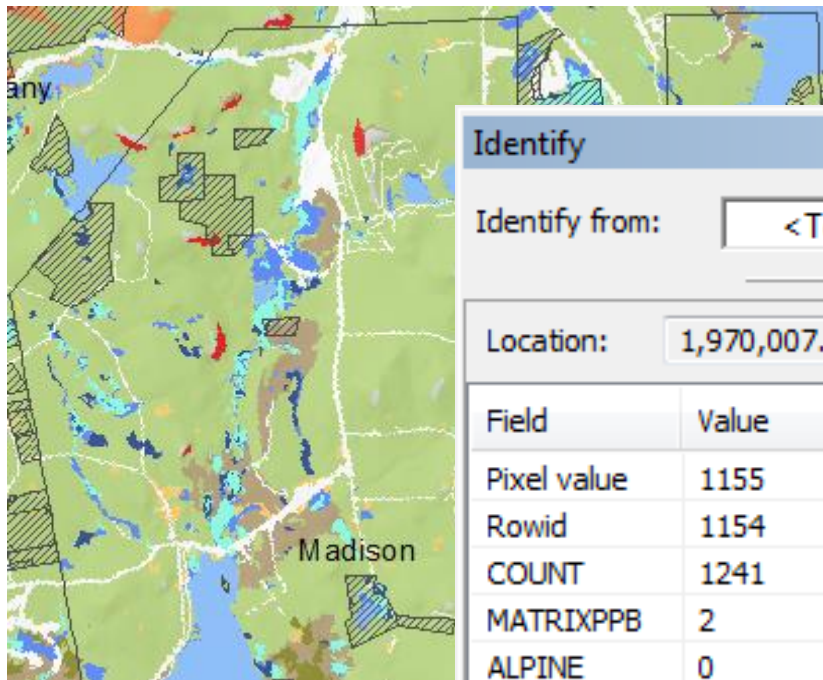 any
Madison
Identify
Identify from: <T
Location: 1,970,007.
Field Value
Pixel value 1155
Rowid 1154
COUNT 1241
MATRIXPPB 2
ALPINE 0